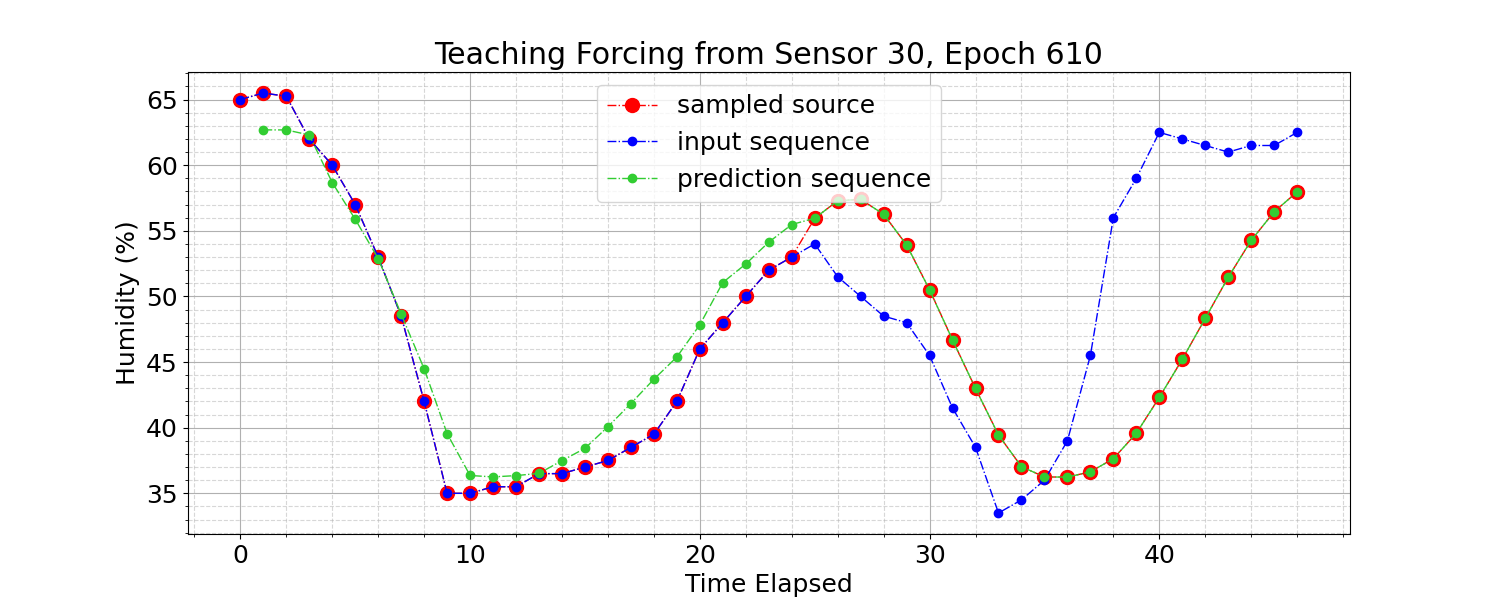 Teaching Forcing from Sensor 30, Epoch 610
sampled source
input sequence
prediction sequence
Humidity (%)
65
60
55
50
45
40
35
0 10 20 30 40
Time Elapsed